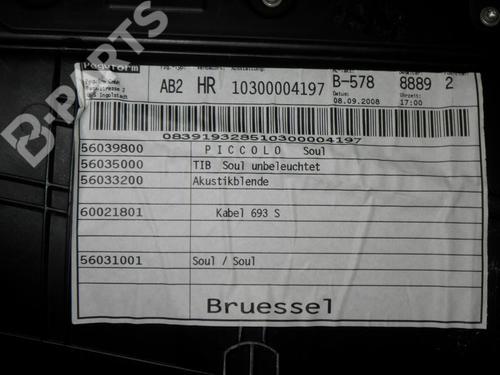 Peguform
AB2 HR 10300004197 B-578 8889 2
08.09.2008 17:00
083919328510300004197
56039800 PICCOLO Soul
56035000 TIB Soul unbeleuchtet
56033200 Akustikblende
60021801 Kabel 693 S
56031001 Soul / Soul
Bruessel
B-PARTS